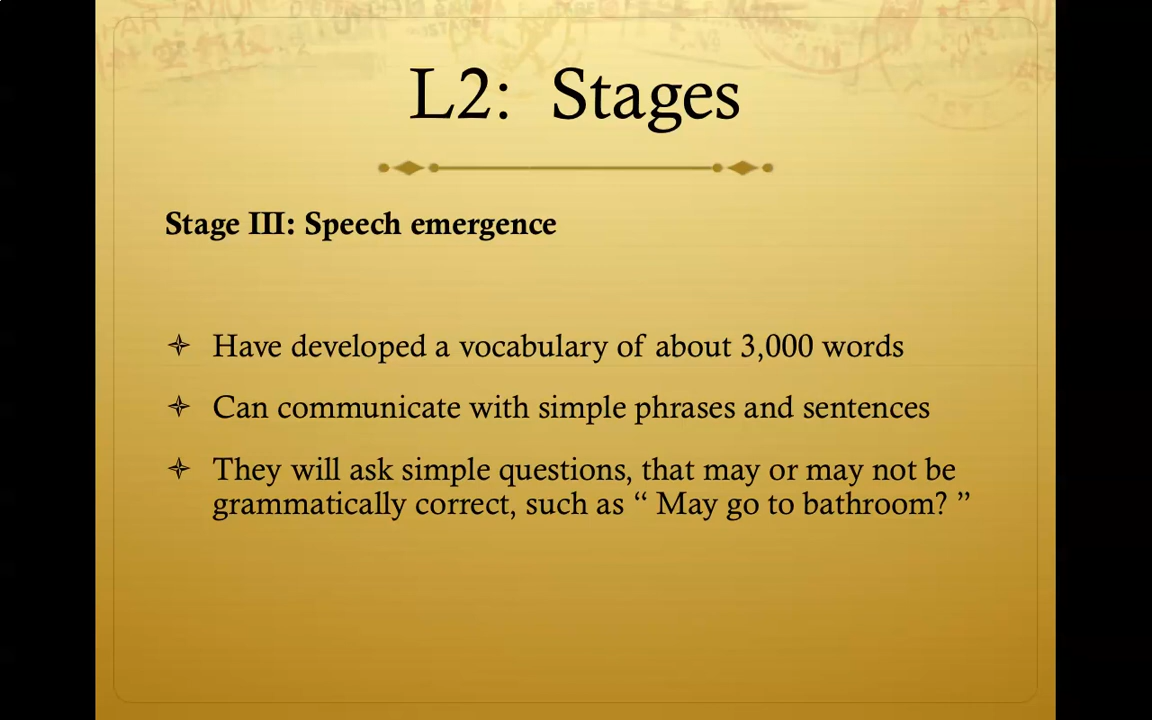 L2: Stages
Stage III: Speech emergence
Have developed a vocabulary of about 3,000 words
Can communicate with simple phrases and sentences
They will ask simple questions, that may or may not be
grammatically correct, such as “ May go to bathroom? ”